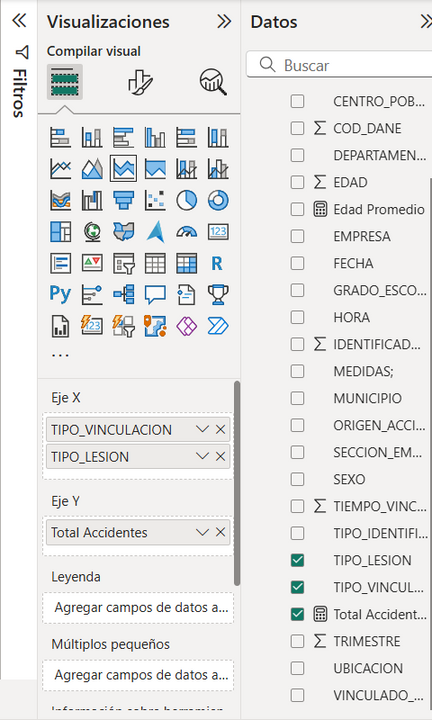 Visualizaciones
Datos
Filtros
Compilar visual
Buscar
123
R
Py
123
...
Eje X
TIPO_VINCULACION
TIPO_LESION
Eje Y
Total Accidentes
Leyenda
Agregar campos de datos a...
Múltiplos pequeños
Agregar campos de datos a...
CENTRO_POB...
COD_DANE
DEPARTAMEN...
EDAD
Edad Promedio
EMPRESA
FECHA
GRADO_ESCO...
HORA
IDENTIFICAD...
MEDIDAS;
MUNICIPIO
ORIGEN_ACCI...
SECCION_EM...
SEXO
TIEMPO_VINC...
TIPO_IDENTIFI...
TIPO_LESION
TIPO_VINCUL...
Total Accident...
TRIMESTRE
UBICACION
VINCULADO_...